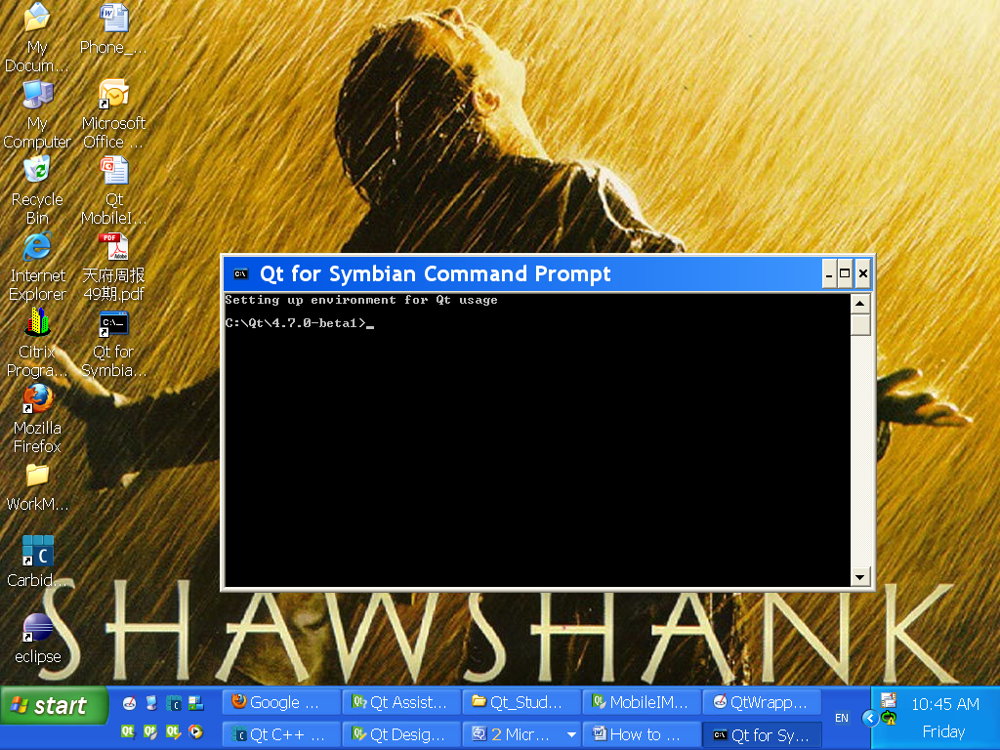 My
Docum...
Phone_...
My
Computer
Microsoft
Office ...
Recycle
Bin
Qt
MobileI...
Internet
Explorer
天府周报
49期.pdf
Citrix
Progra...
Qt for
Symbia...
Mozilla
Firefox
WorkM...
Carbid...
eclipse
Qt for Symbian Command Prompt
Setting up environment for Qt usage
C:\Qt\4.7.0-beta1>_
SHAWSHANK
start
Google ...
Qt Assist...
Qt_Stud...
MobileIM...
QtWrapp...
Qt C++ ...
Qt Desig...
2 Micr...
How to ...
Qt for Sy...
EN
10:45 AM
Friday